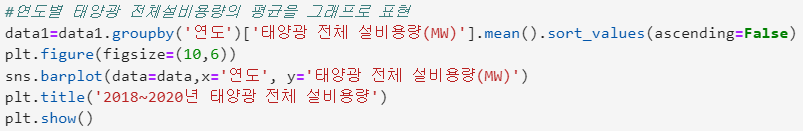 #연도별 태양광 전체설비용량의 평균을 그래프로 표현
data1=data1.groupby('연도')['태양광 전체 설비용량(MW)'].mean().sort_values(ascending=False)
plt.figure(figsize=(10,6))
sns.barplot(data=data,x='연도', y='태양광 전체 설비용량(MW)')
plt.title('2018~2020년 태양광 전체 설비용량')
plt.show()